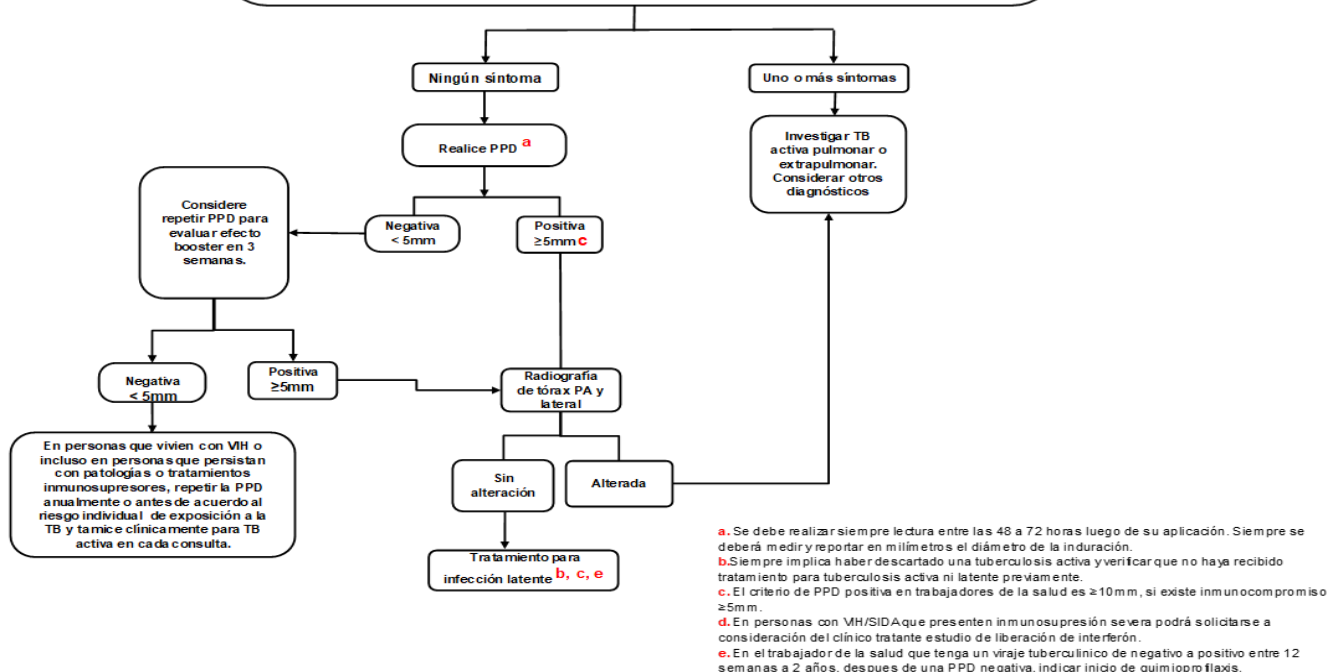 Ningún síntoma
Uno o más síntomas
Realice PPD a
Investigar TB
activa pulmonar o
extrapulmonar.
Considerar otros
diagnósticos
Considere
repetir PPD para
evaluar efecto
booster en 3
semanas.
Negativa
< 5mm
Positiva
≥5mm c
Negativa
< 5mm
Positiva
≥5mm
Radiografía
de tórax PA y
lateral
En personas que vivien con VIH o
incluso en personas que persistan
con patologías o tratamientos
inmunosupresores, repetir la PPD
anualmente o antes de acuerdo al
riesgo individual de exposición a la
TB y tamice clínicamente para TB
activa en cada consulta.
Sin
alteración
Alterada
Tratamiento para
infección latente b, c, e
a. Se debe realizar siempre lectura entre las 48 a 72 horas luego de su aplicación. Siempre se
deberá medir y reportar en milímetros el diámetro de la induración.
b.Siempre implica haber descartado una tuberculosis activa y verificar que no haya recibido
tratamiento para tuberculosis activa ni latente previamente.
c. El criterio de PPD positiva en trabajadores de la salud es ≥10mm, si existe inmunocompromiso
≥5mm.
d. En personas con VIH/SIDA que presenten inmunosupresión severa podrá solicitarse a
consideración del clínico tratante estudio de liberación de interferón.
e. En el trabajador de la salud que tenga un viraje tuberculinico de negativo a positivo entre 12
semanas a 2 años, despues de una PPD negativa, indicar inicio de quimioprofilaxis.